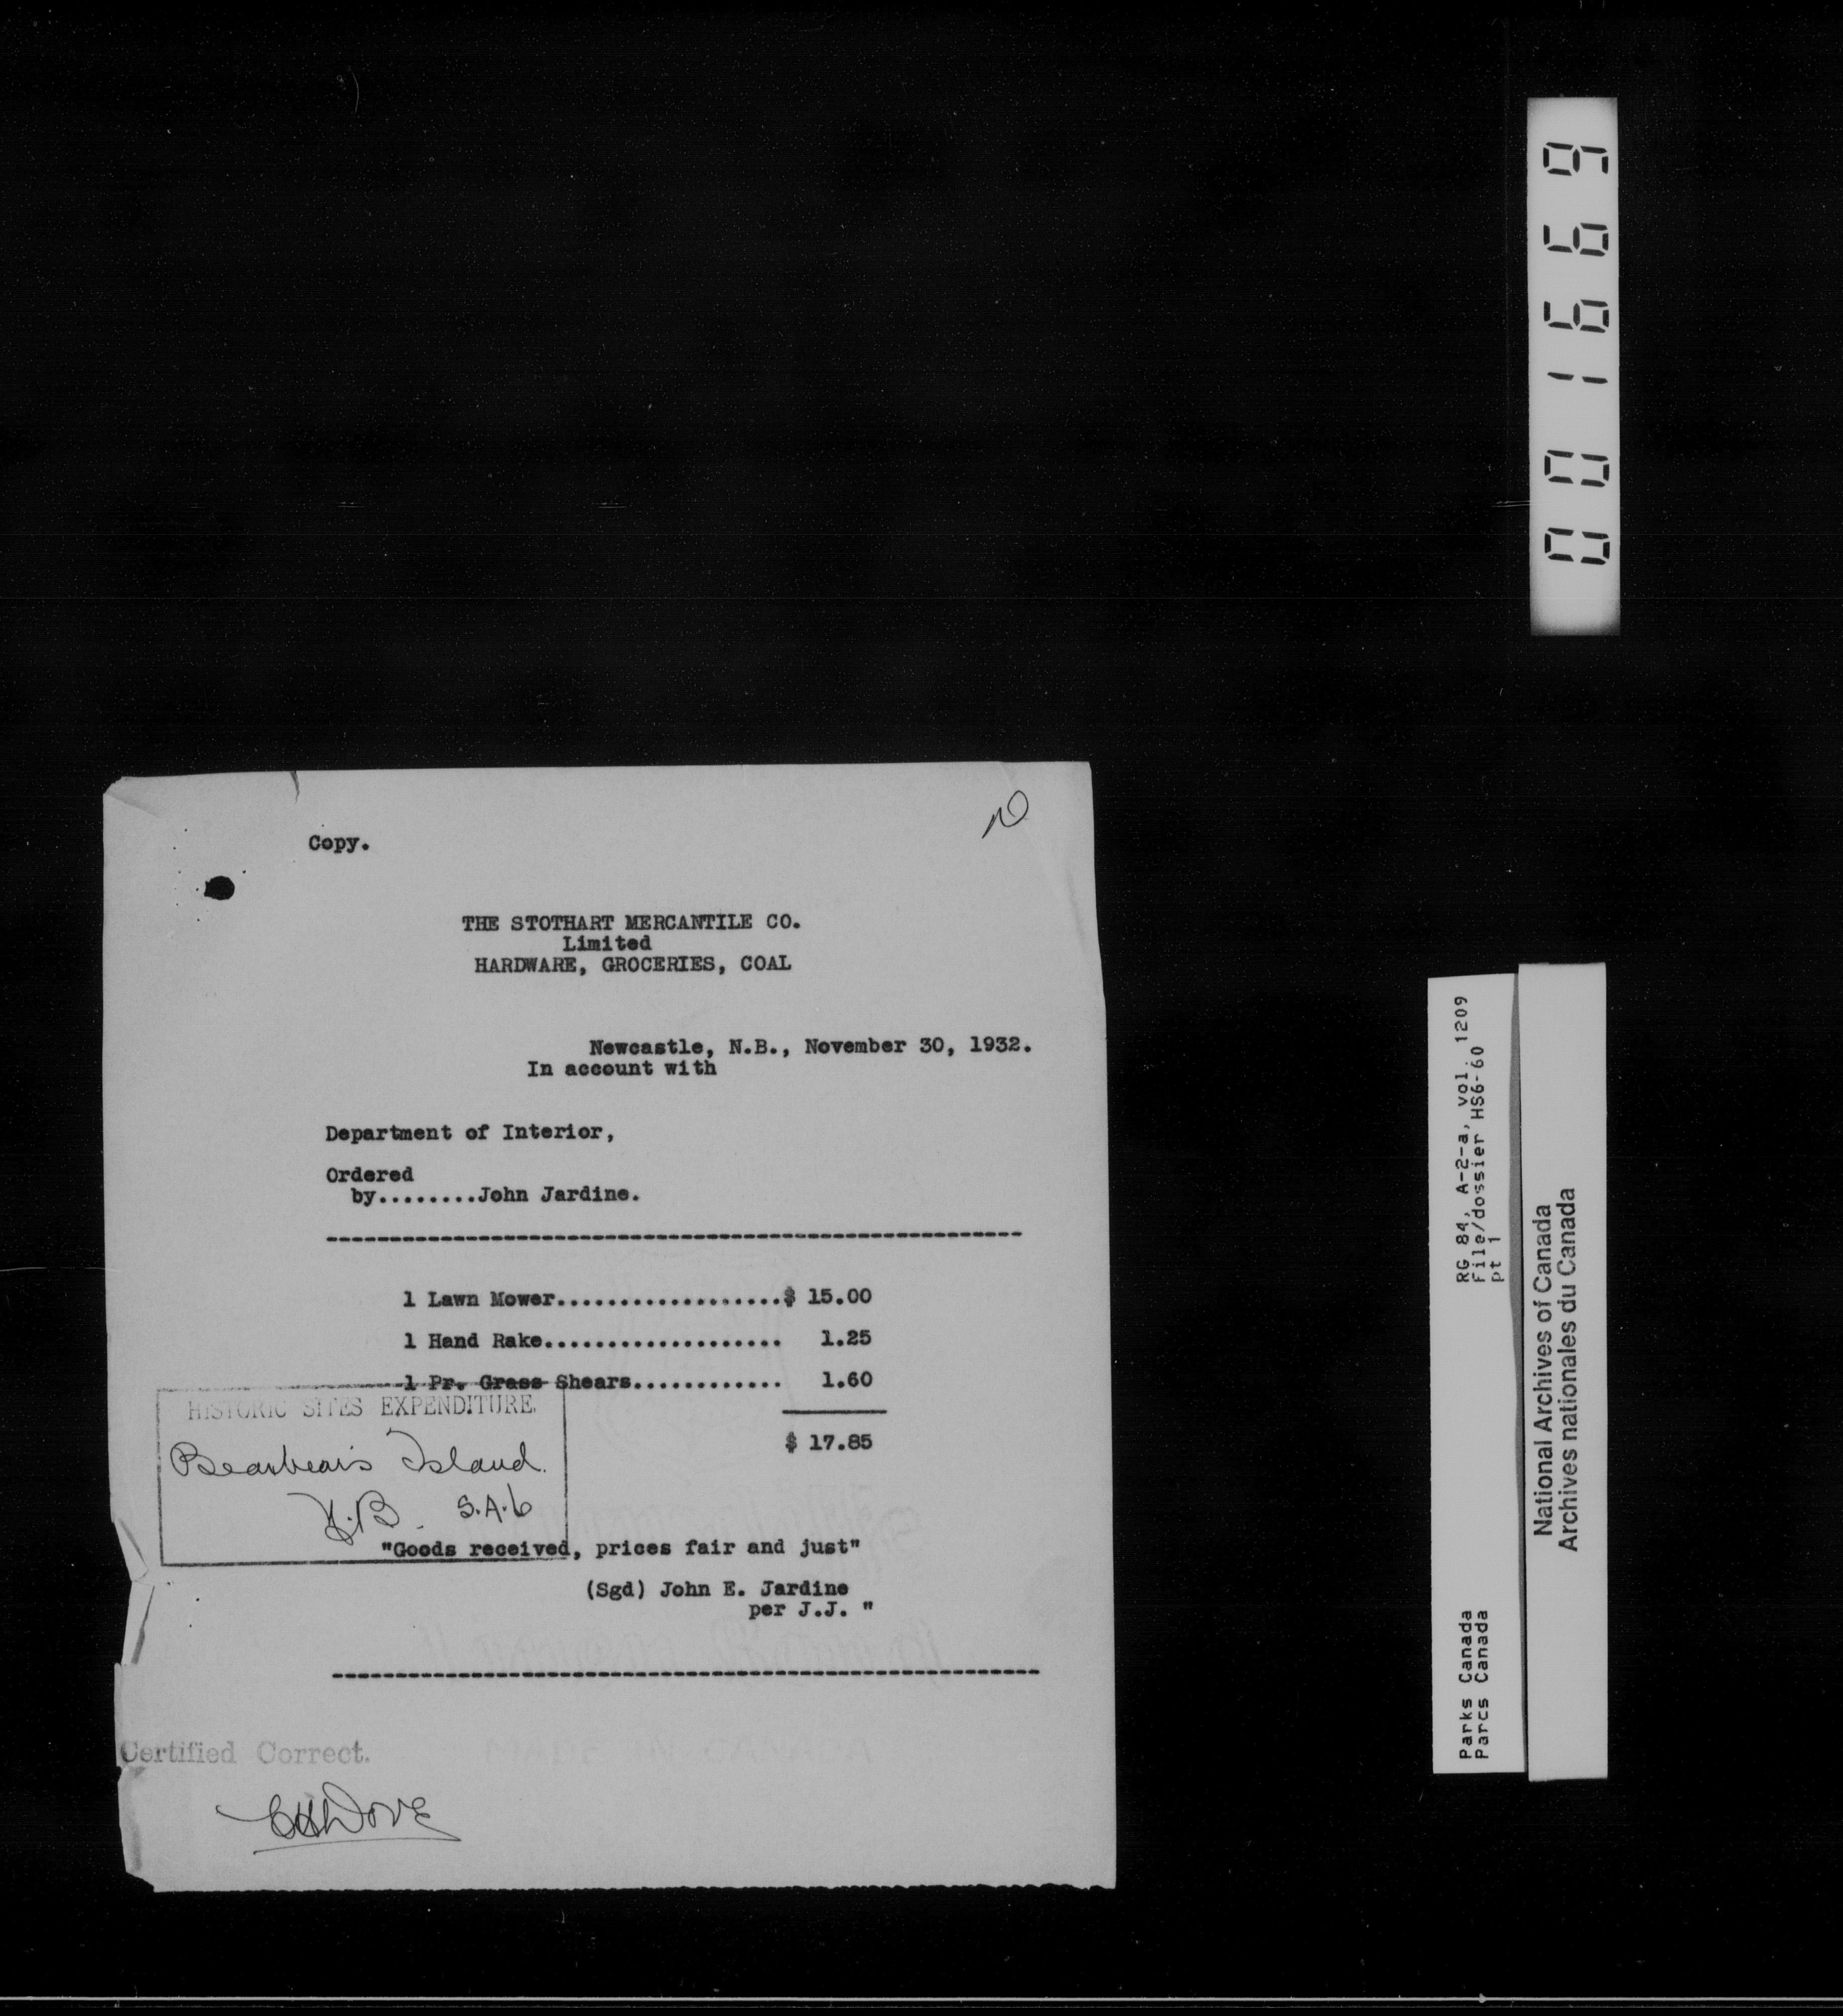 Copy.
THE STOTHART MERCANTILE CO.
Limited
HARDWARE, GROCERIES, COAL
Newcastle, N.B., November 30, 1932.
In account with
Department of Interior,
Ordered
by........John Jardine.
1 Lawn Mower...................$ 15.00
1 Hand Rake.................... 1.25
1 Pr. Grass Shears............. 1.60
$ 17.85
HISTORIC SITES EXPENDITURE
Beaubears Island.
N.B. S.A.6
"Goods received, prices fair and just"
(Sgd) John E. Jardine
per J.J. "
Certified Correct.
001669
RG 84, A-2-a, vol. 1209
File/dossier HS6-60
pt 1
Parks Canada
Parcs Canada
National Archives of Canada
Archives nationales du Canada